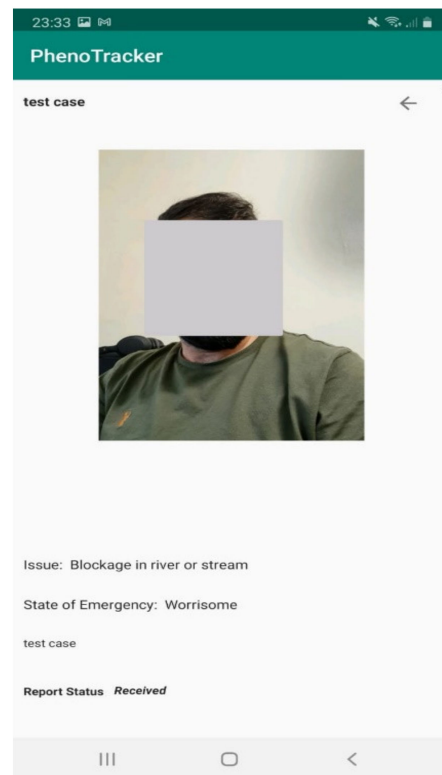 23:33
PhenoTracker
test case
Issue: Blockage in river or stream
State of Emergency: Worrisome
test case
Report Status Received